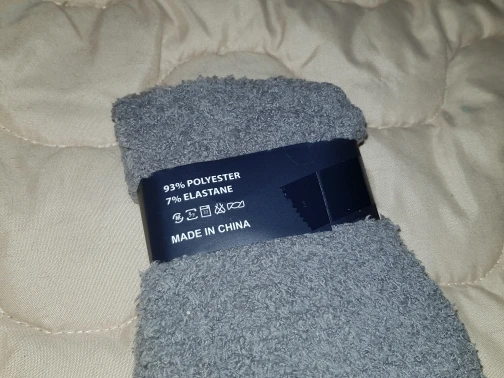 93% POLYESTER
7% ELASTANE
MADE IN CHINA